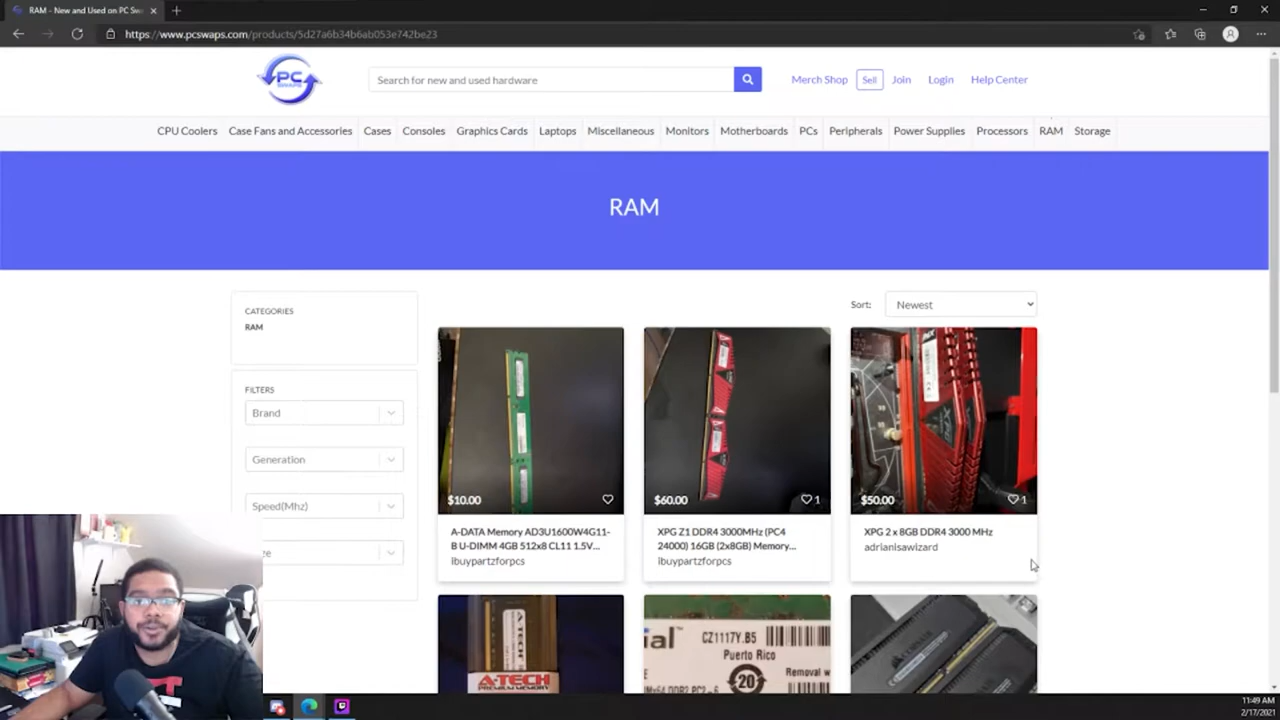 RAM - New and Used on PC Sw
https://www.pcswaps.com/products/5d27a6b34b6ab053e742be23
PC
SWAPS
Search for new and used hardware
Merch Shop
Sell
Join
Login
Help Center
CPU Coolers
Case Fans and Accessories
Cases
Consoles
Graphics Cards
Laptops
Miscellaneous
Monitors
Motherboards
PCs
Peripherals
Power Supplies
Processors
RAM
Storage
RAM
CATEGORIES
RAM
FILTERS
Brand
Generation
Speed(Mhz)
Sort:
Newest
$10.00
A-DATA Memory AD3U1600W4G11-
B U-DIMM 4GB 512x8 CL11 1.5V...
ibuypartzforpcs
$60.00
1
XPG Z1 DDR4 3000MHz (PC4
24000) 16GB (2x8GB) Memory...
ibuypartzforpcs
$50.00
1
XPG 2 x 8GB DDR4 3000 MHz
adrianisawizard
A-TECH
PREMIUM MEMORY
ial™
CZ1117Y.B5
Puerto Rico
20
Removal w
11:49 AM
2/17/2021